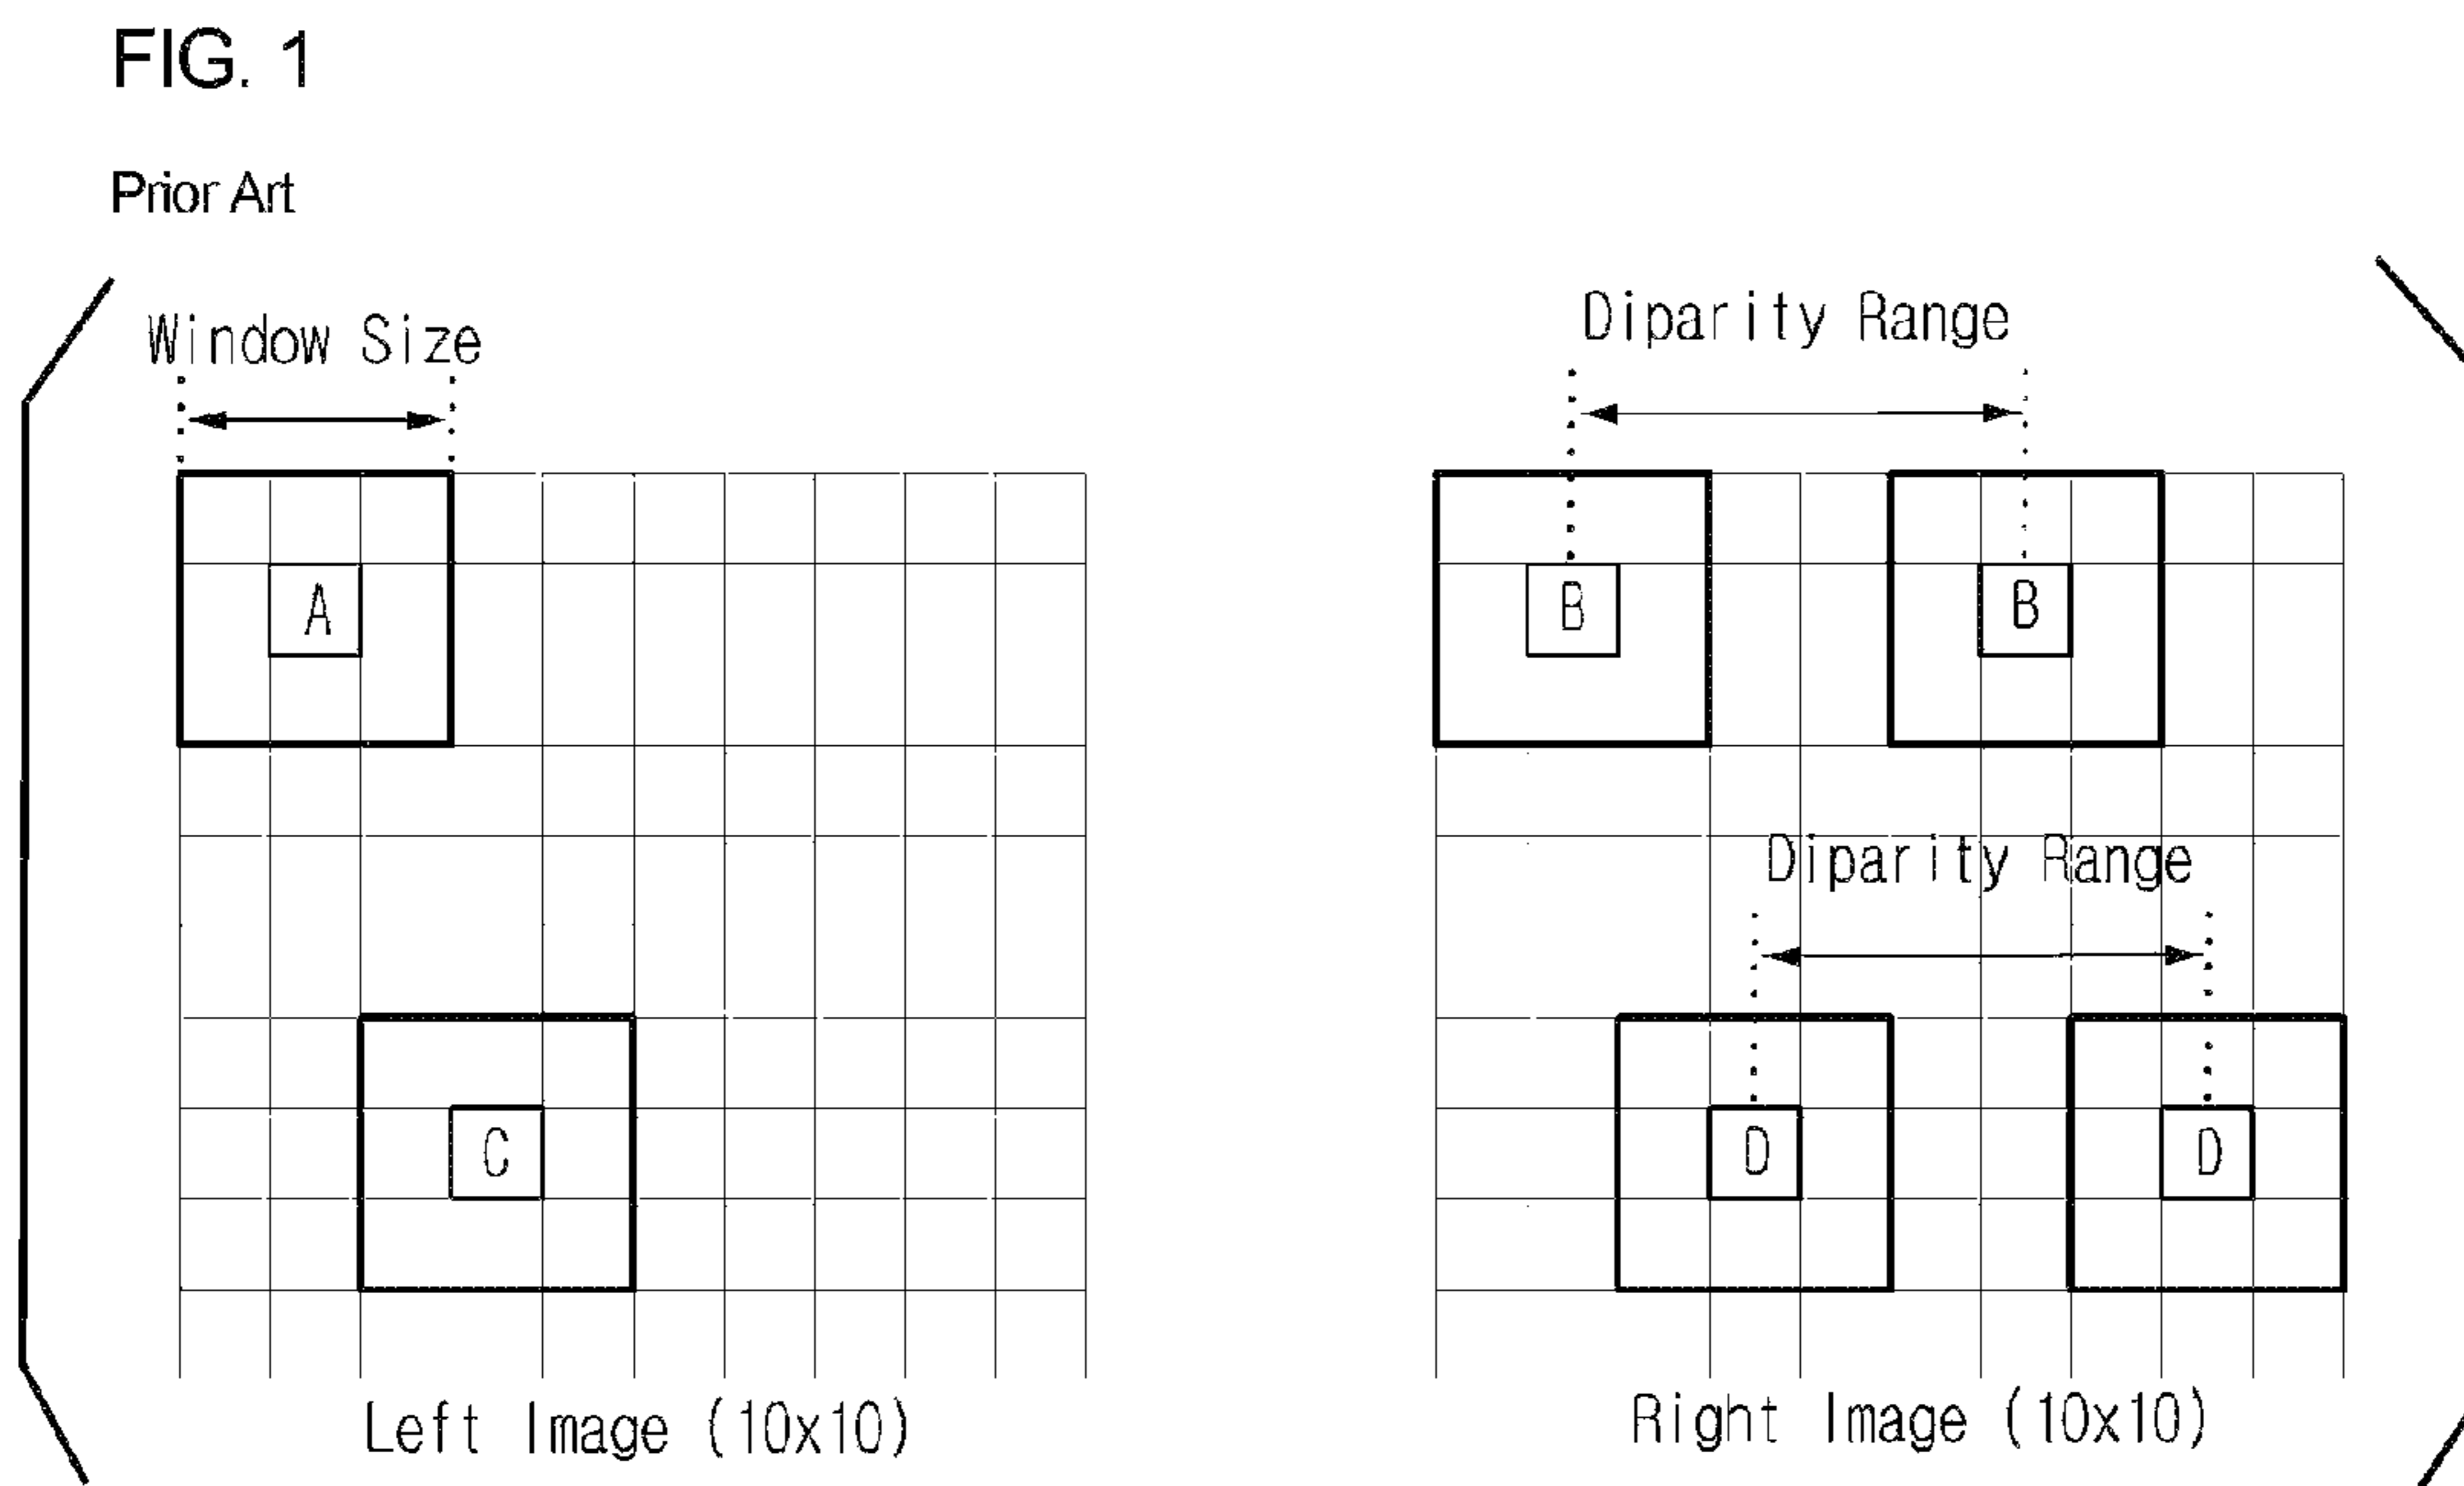 FIG. 1
Prior Art
Window Size
Diparity Range
A
B
B
Diparity Range
C
D
D
Left Image (10x10)
Right Image (10x10)